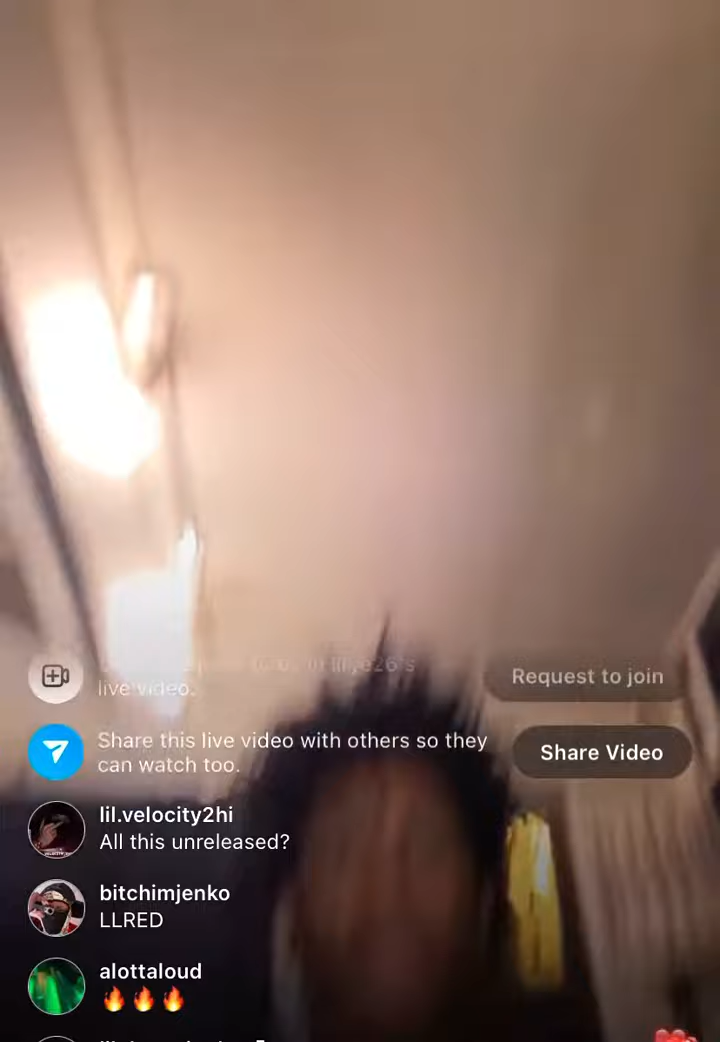 live video.
Request to join
Share this live video with others so they
can watch too.
Share Video
lil.velocity2hi
All this unreleased?
bitchimjenko
LLRED
alottaloud
🔥🔥🔥